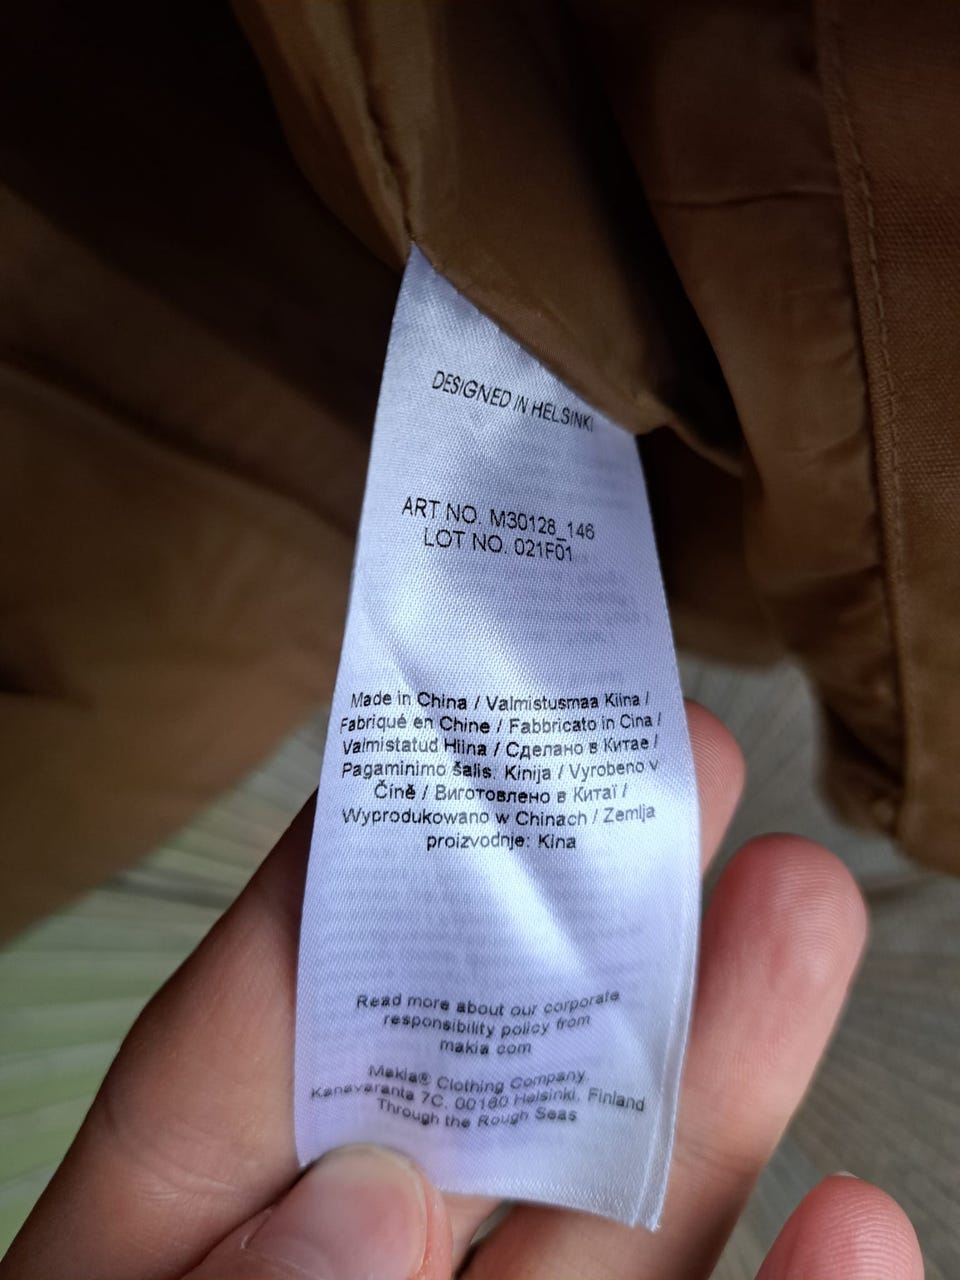 DESIGNED IN HELSINKI
ART NO. M30128_146
LOT NO. 021F01
Made in China / Valmistusmaa Kiina /
Fabriqué en Chine / Fabbricato in Cina /
Valmistatud Hiina / Сделано в Китае /
Pagaminimo šalis: Kinija / Vyrobeno v
Číně / Виготовлено в Китаї /
Wyprodukowano w Chinach / Zemlja
proizvodnje: Kina
Read more about our corporate
responsibility policy from
makia.com
Makia® Clothing Company.
Kanavaranta 7C. 00160 Helsinki, Finland
Through the Rough Seas